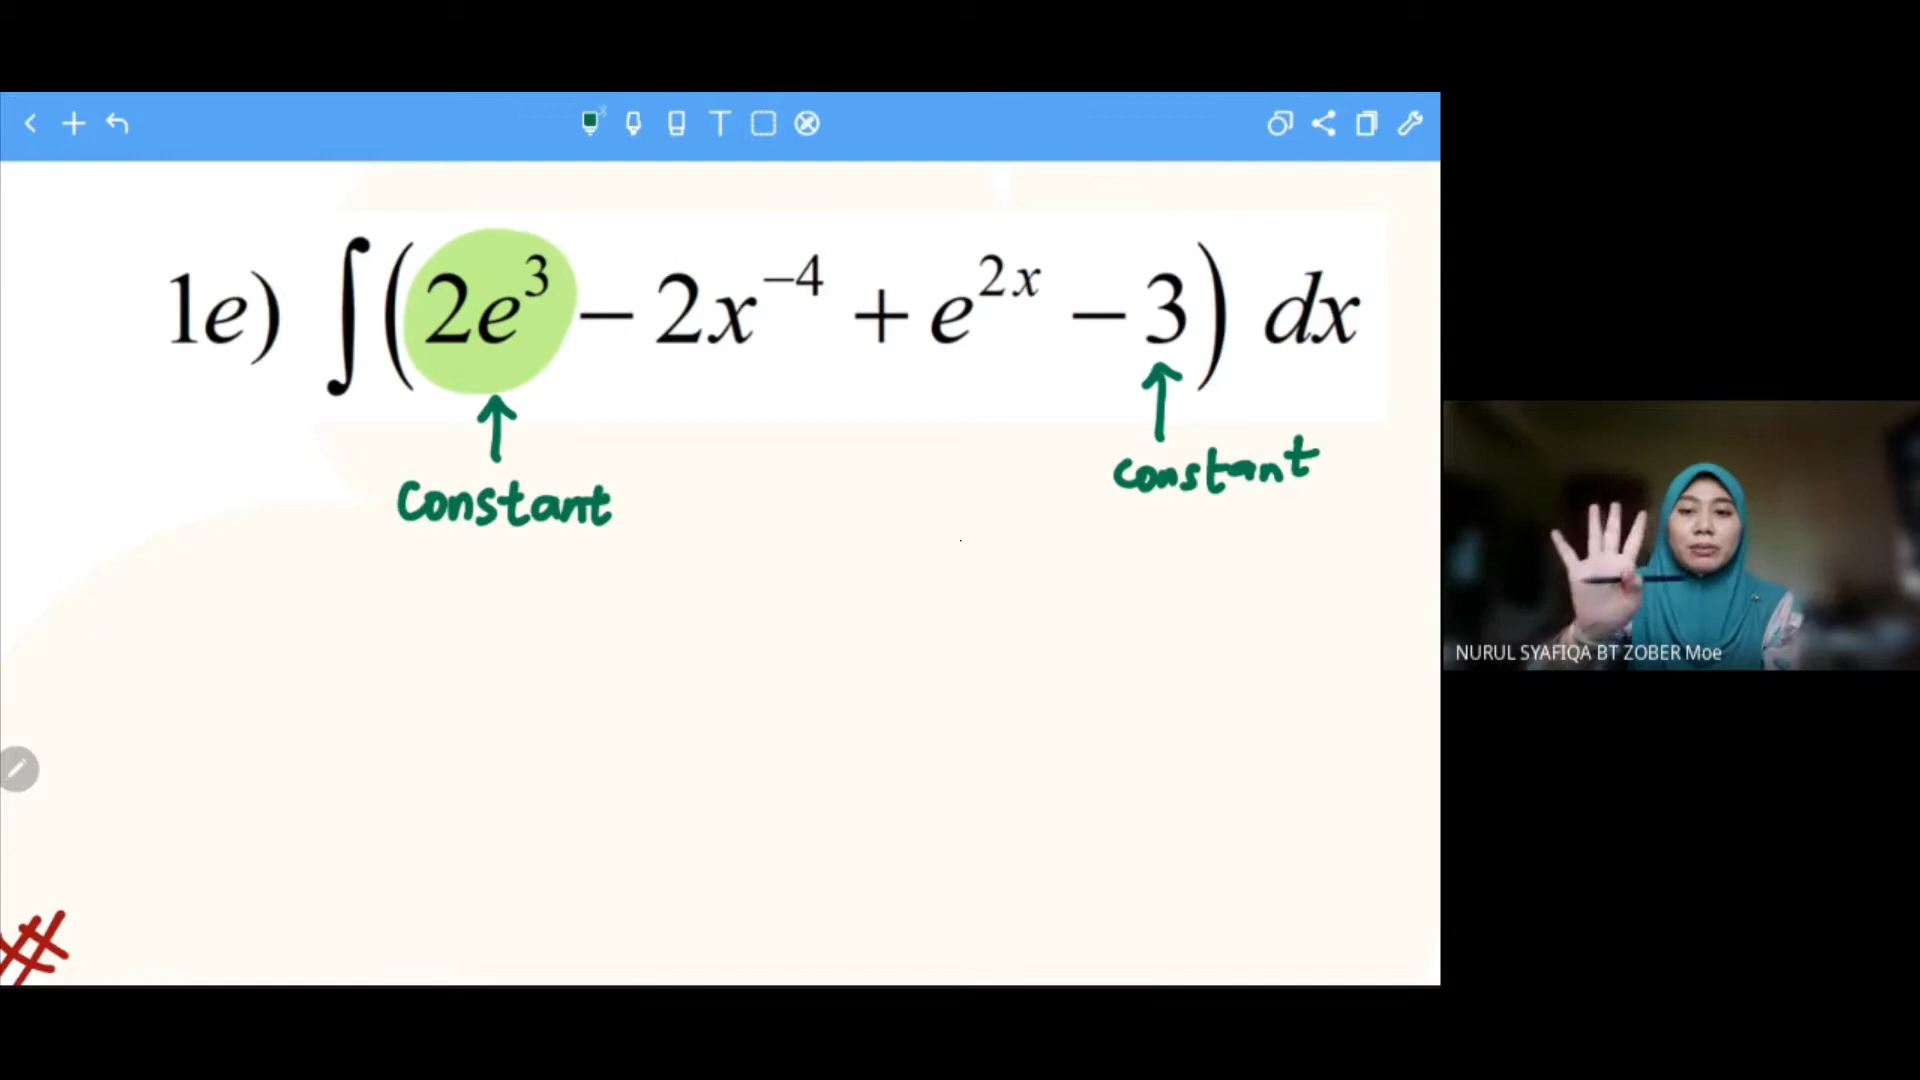 1e) ∫(2e³ − 2x⁻⁴ + e²ˣ − 3) dx
Constant
constant
NURUL SYAFIQA BT ZOBER Moe
#